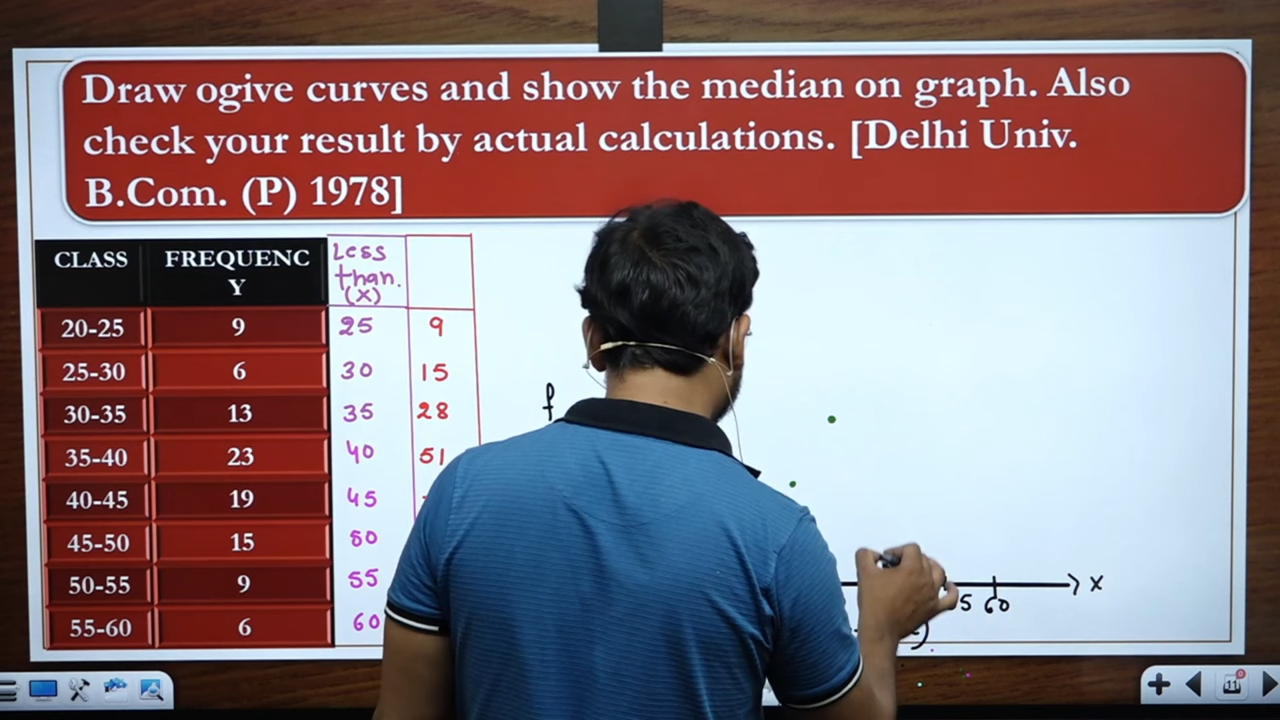 Draw ogive curves and show the median on graph. Also
check your result by actual calculations. [Delhi Univ.
B.Com. (P) 1978]
CLASS FREQUENC
Y
Less
than.
(X)
20-25 9 25 9
25-30 6 30 15
30-35 13 35 28
35-40 23 40 51
40-45 19 45
45-50 15 50
50-55 9 55
55-60 6 60
f
5 60 X
11